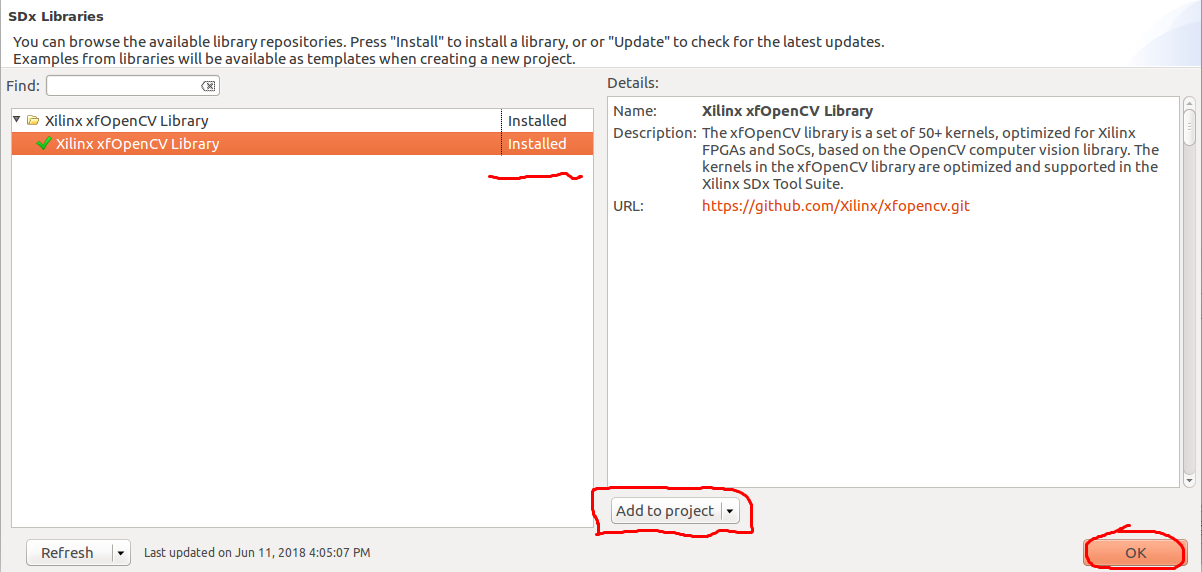 SDx Libraries
You can browse the available library repositories. Press "Install" to install a library, or or "Update" to check for the latest updates.
Examples from libraries will be available as templates when creating a new project.
Find:
Xilinx xfOpenCV Library Installed
Xilinx xfOpenCV Library Installed
Details:
Name: Xilinx xfOpenCV Library
Description: The xfOpenCV library is a set of 50+ kernels, optimized for Xilinx
FPGAs and SoCs, based on the OpenCV computer vision library. The
kernels in the xfOpenCV library are optimized and supported in the
Xilinx SDx Tool Suite.
URL: https://github.com/Xilinx/xfopencv.git
Add to project
Refresh
Last updated on Jun 11, 2018 4:05:07 PM
OK